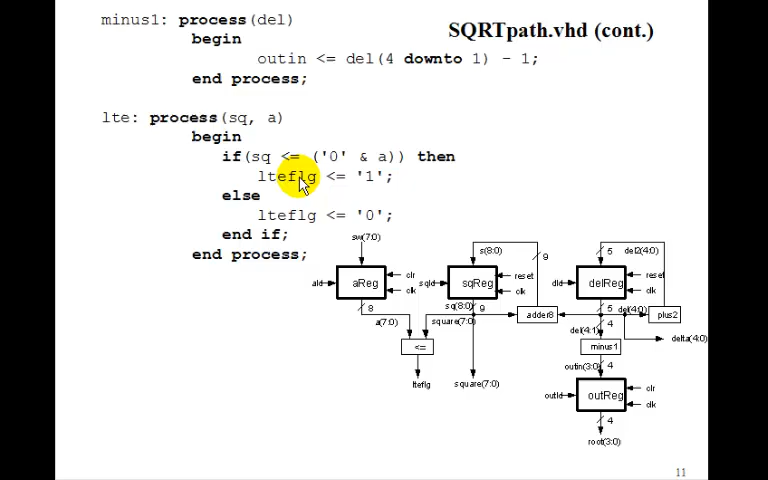 SQRTpath.vhd (cont.)
minus1: process(del)
begin
outin <= del(4 downto 1) - 1;
end process;
lte: process(sq, a)
begin
if(sq <= ('0' & a)) then
lteflg <= '1';
else
lteflg <= '0';
end if;
end process;
sw(7:0)
s(8:0)
9
5
del2(4:0)
ald
aReg
clr
clk
sqld
sqReg
reset
clk
dld
delReg
reset
clk
8
a(7:0)
sq(8:0)
9
square(7:0)
adder8
5
del(4:0)
plus2
del(4:1)
4
delta(4:0)
<=
minus1
lteflg
square(7:0)
outin(3:0)
4
outld
outReg
clr
clk
4
root(3:0)
11